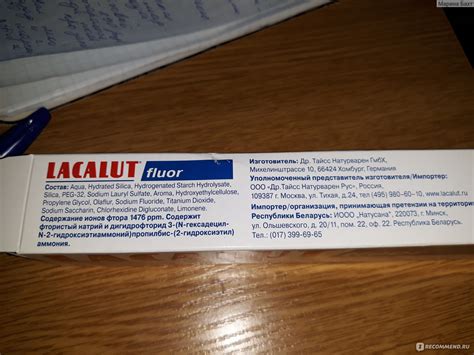 Марина Бахт
LACALUT fluor
Состав: Aqua, Hydrated Silica, Hydrogenated Starch Hydrolysate,
Silica, PEG-32, Sodium Lauryl Sulfate, Aroma, Hydroxyethylcellulose,
Propylene Glycol, Olaflur, Sodium Fluoride, Titanium Dioxide,
Sodium Saccharin, Chlorhexidine Digluconate, Limonene.
Содержание ионов фтора 1476 ppm. Содержит
фтористый натрий и дигидрофторид 3-(N-гексадецил-
(N-2-гидроксиэтиаммоний)пропилбис-(2-гидроксиэтил)
аммония.
Изготовитель: Др. Тайсс Натурварен ГмбХ,
Михелинштрассе 10, 66424 Хомбург, Германия
Уполномоченный представитель изготовителя/Импортер:
ООО «Др.Тайсс Натурварен Рус», Россия,
109387 г. Москва, ул. Тихая, 24, тел (495) 980–60–10, www.lacalut.ru
Импортер/организация, принимающая претензии на территории
Республики Беларусь: ИООО "Натусана", 220073, г. Минск,
ул. Ольшевского, д. 20/11, пом. 22, оф. 22. Республика Беларусь,
Тел.: (017) 399-69-65
IRECOMMEND.RU